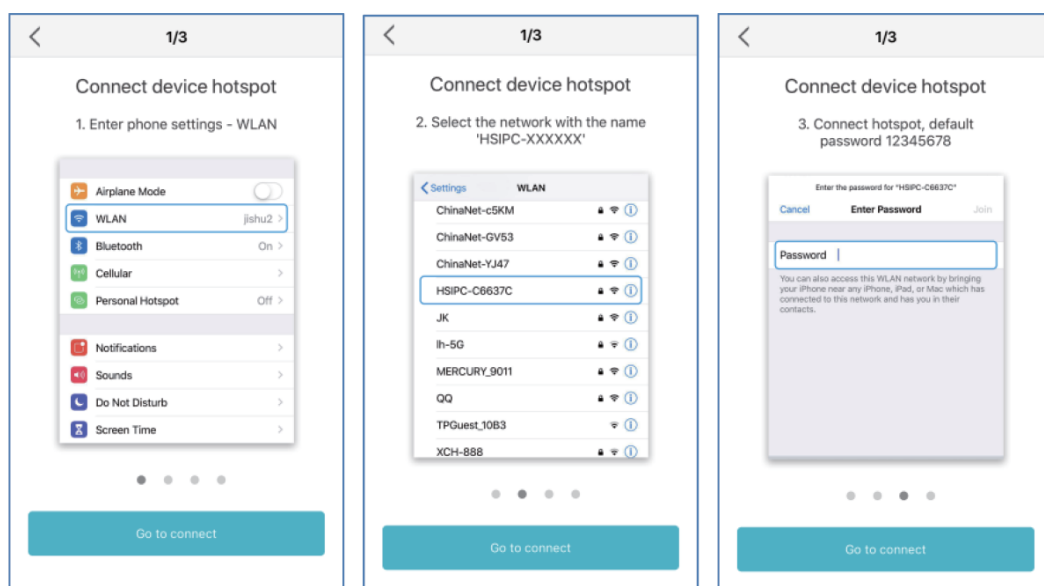 1/3
Connect device hotspot
1. Enter phone settings - WLAN
Airplane Mode
WLAN jishu2
Bluetooth On
Cellular
Personal Hotspot Off
Notifications
Sounds
Do Not Disturb
Screen Time
Go to connect
1/3
Connect device hotspot
2. Select the network with the name
'HSIPC-XXXXXX'
Settings WLAN
ChinaNet-c5KM
ChinaNet-GV53
ChinaNet-YJ47
HSIPC-C6637C
JK
lh-5G
MERCURY_9011
QQ
TPGuest_10B3
XCH-888
Go to connect
1/3
Connect device hotspot
3. Connect hotspot, default
password 12345678
Enter the password for "HSIPC-C6637C"
Cancel Enter Password Join
Password
You can also access this WLAN network by bringing
your iPhone near any iPhone, iPad, or Mac which has
connected to this network and has you in their
contacts.
Go to connect